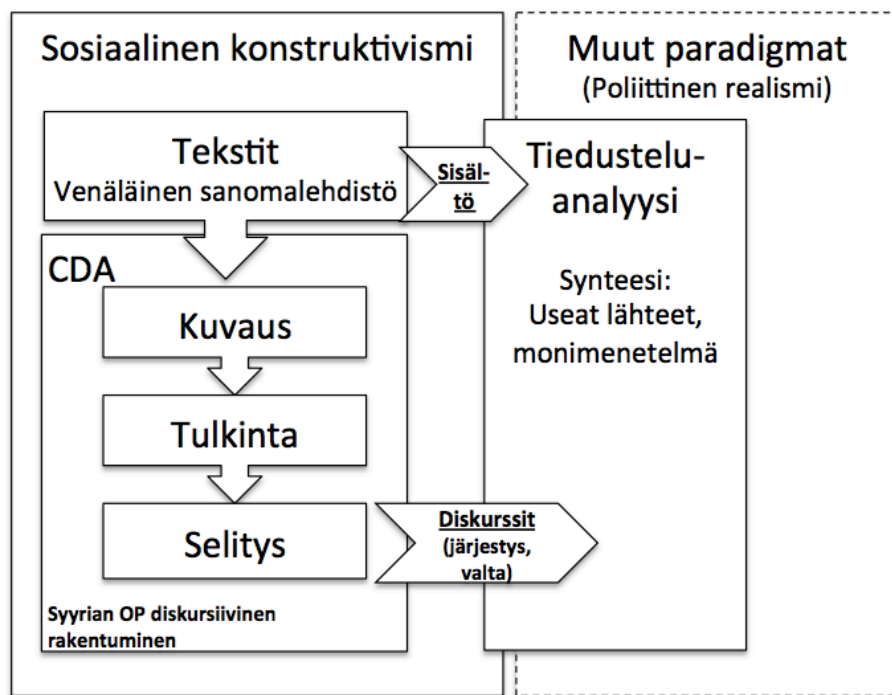 Sosiaalinen konstruktivismi
Muut paradigmat
(Poliittinen realismi)
Tekstit
Venäläinen sanomalehdistö
Sisäl-
tö
Tiedustelu-
analyysi
Synteesi:
Useat lähteet,
monimenetelmä
CDA
Kuvaus
Tulkinta
Selitys
Diskurssit
(järjestys,
valta)
Syyrian OP diskursiivinen
rakentuminen